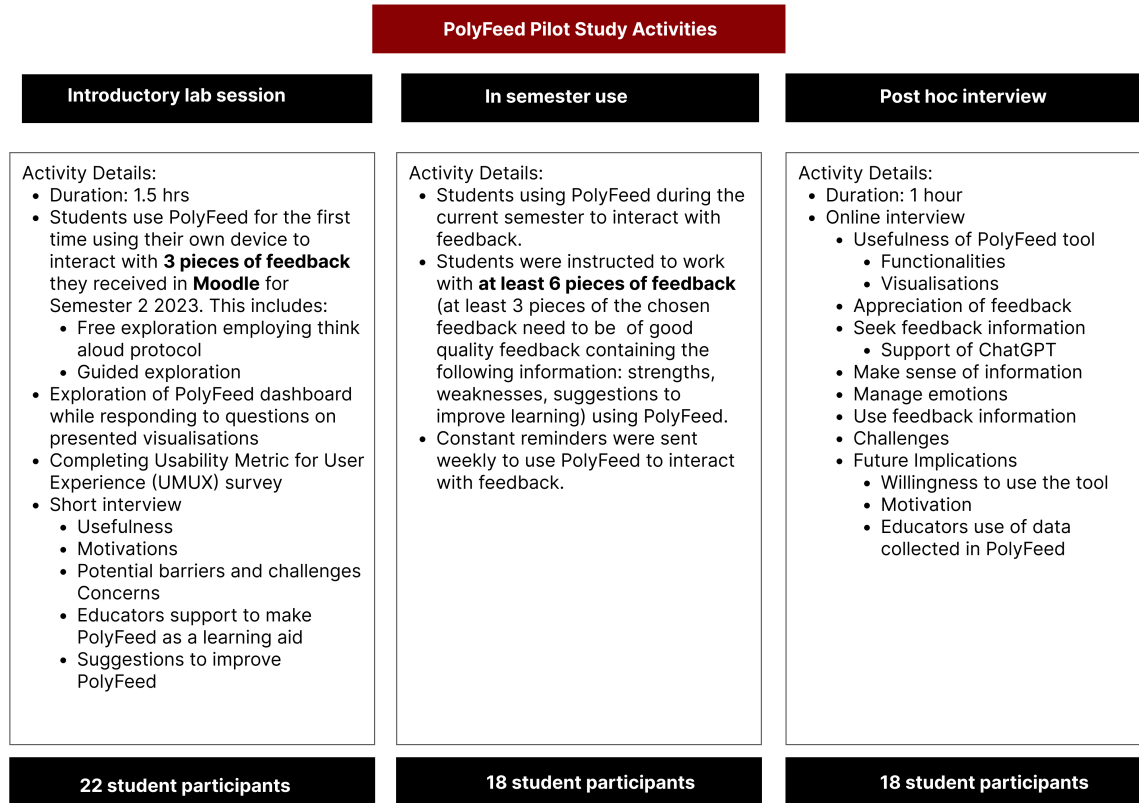 PolyFeed Pilot Study Activities
Introductory lab session
Activity Details:
• Duration: 1.5 hrs
• Students use PolyFeed for the first
time using their own device to
interact with 3 pieces of feedback
they received in Moodle for
Semester 2 2023. This includes:
• Free exploration employing think
aloud protocol
• Guided exploration
• Exploration of PolyFeed dashboard
while responding to questions on
presented visualisations
• Completing Usability Metric for User
Experience (UMUX) survey
• Short interview
• Usefulness
• Motivations
• Potential barriers and challenges
Concerns
• Educators support to make
PolyFeed as a learning aid
• Suggestions to improve
PolyFeed
22 student participants
In semester use
Activity Details:
• Students using PolyFeed during the
current semester to interact with
feedback.
• Students were instructed to work
with at least 6 pieces of feedback
(at least 3 pieces of the chosen
feedback need to be of good
quality feedback containing the
following information: strengths,
weaknesses, suggestions to
improve learning) using PolyFeed.
• Constant reminders were sent
weekly to use PolyFeed to interact
with feedback.
18 student participants
Post hoc interview
Activity Details:
• Duration: 1 hour
• Online interview
• Usefulness of PolyFeed tool
• Functionalities
• Visualisations
• Appreciation of feedback
• Seek feedback information
• Support of ChatGPT
• Make sense of information
• Manage emotions
• Use feedback information
• Challenges
• Future Implications
• Willingness to use the tool
• Motivation
• Educators use of data
collected in PolyFeed
18 student participants